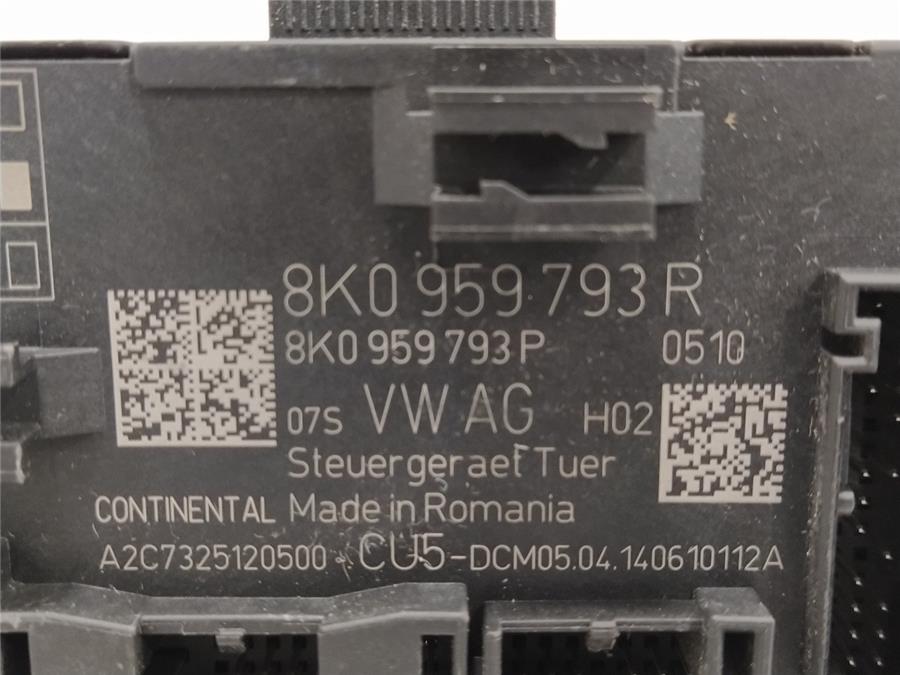 8K0 959 793 R
8K0 959 793 P 0510
07S VW AG H02
Steuergeraet Tuer
CONTINENTAL Made in Romania
A2C7325120500 CU5-DCM05.04.140610112A